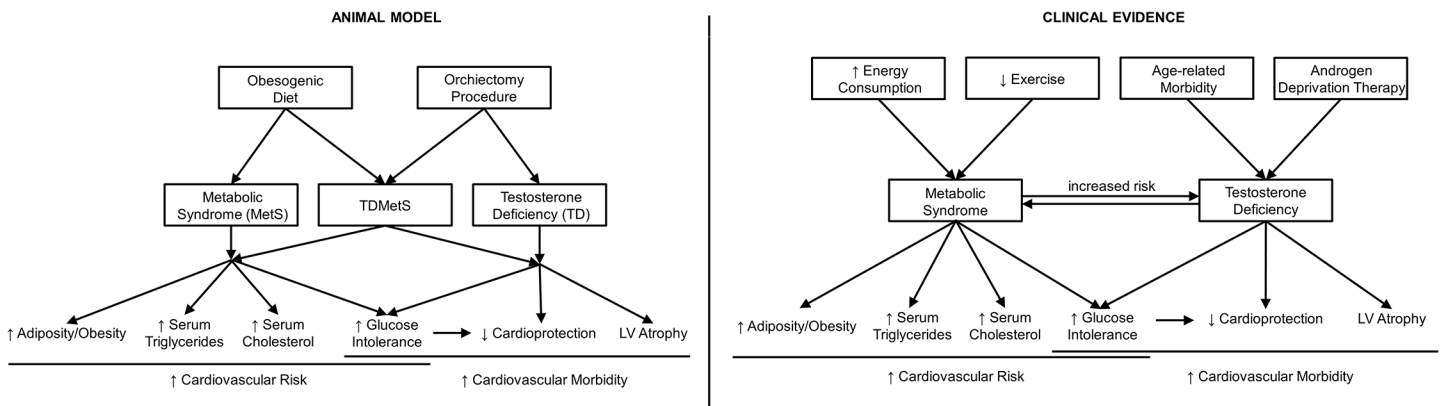 ANIMAL MODEL
Obesogenic
Diet
Orchiectomy
Procedure
Metabolic
Syndrome (MetS)
TDMetS
Testosterone
Deficiency (TD)
↑ Adiposity/Obesity
↑ Serum
Triglycerides
↑ Serum
Cholesterol
↑ Glucose
Intolerance
↓ Cardioprotection
LV Atrophy
↑ Cardiovascular Risk
↑ Cardiovascular Morbidity
CLINICAL EVIDENCE
↑ Energy
Consumption
↓ Exercise
Age-related
Morbidity
Androgen
Deprivation Therapy
Metabolic
Syndrome
increased risk
Testosterone
Deficiency
↑ Adiposity/Obesity
↑ Serum
Triglycerides
↑ Serum
Cholesterol
↑ Glucose
Intolerance
↓ Cardioprotection
LV Atrophy
↑ Cardiovascular Risk
↑ Cardiovascular Morbidity